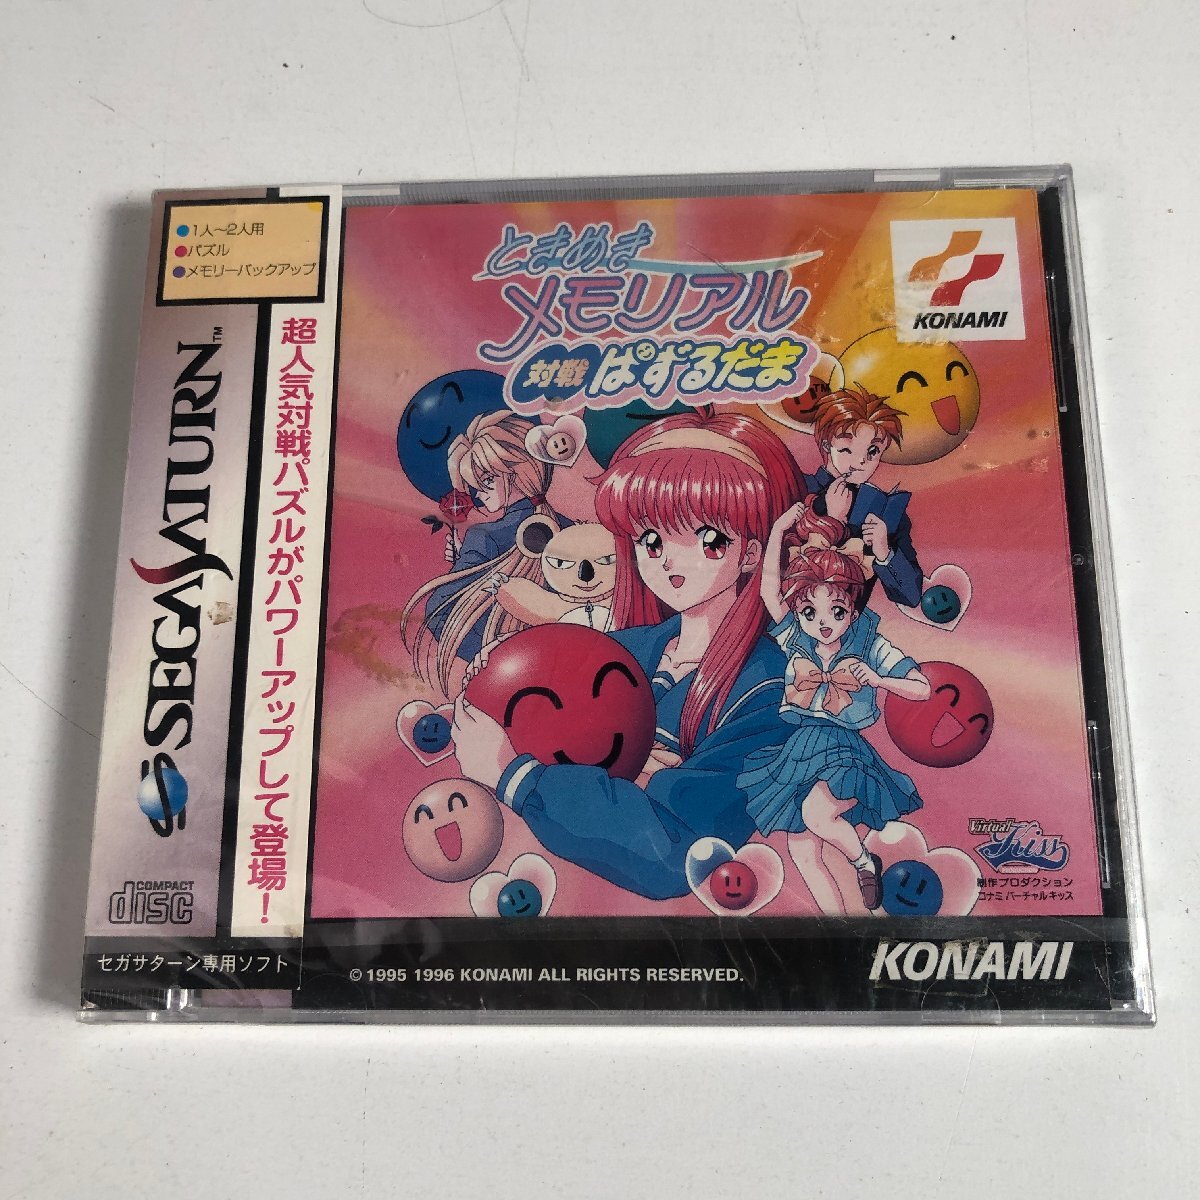 ●1人〜2人用
●パズル
●メモリーバックアップ
SEGA SATURN™
超人気対戦パズルがパワーアップして登場！
COMPACT
disc
セガサターン専用ソフト
ときめき
メモリアル
対戦ぱずるだま
TM
KONAMI
Virtual
Kiss
制作プロダクション
コナミ バーチャルキッス
© 1995 1996 KONAMI ALL RIGHTS RESERVED.
KONAMI